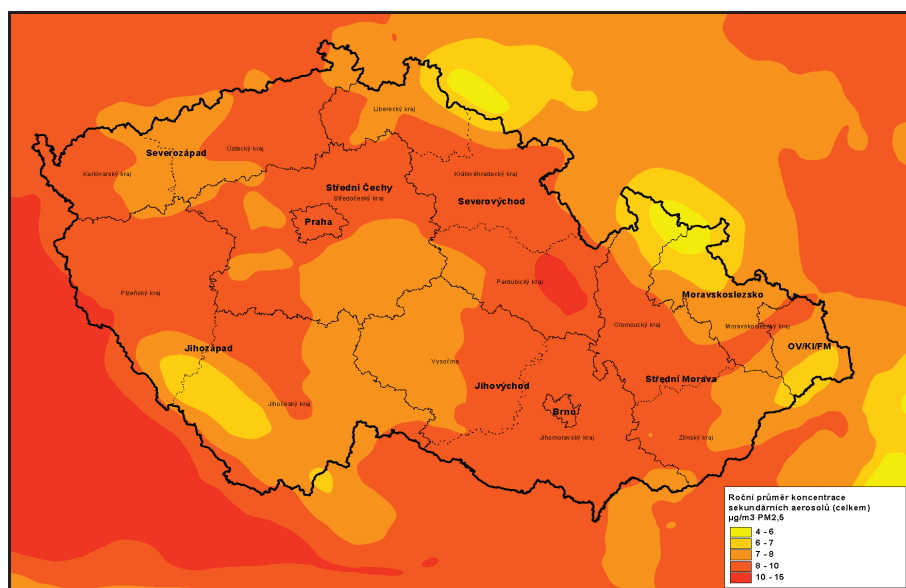 Liberecký kraj
Ústecký kraj
Severozápad
Karlovarský kraj
Královéhradecký kraj
Střední Čechy
Středočeský kraj
Severovýchod
Praha
Pardubický kraj
Plzeňský kraj
Moravskoslezsko
Olomoucký kraj
Moravskoslezský kraj
OV/KI/FM
Jihozápad
Vysočina
Jihovýchod
Střední Morava
Jihočeský kraj
Brno
Jihomoravský kraj
Zlínský kraj
Roční průměr koncentrace
sekundárních aerosolů (celkem)
µg/m3 PM2,5
4 - 6
6 - 7
7 - 8
8 - 10
10 - 15